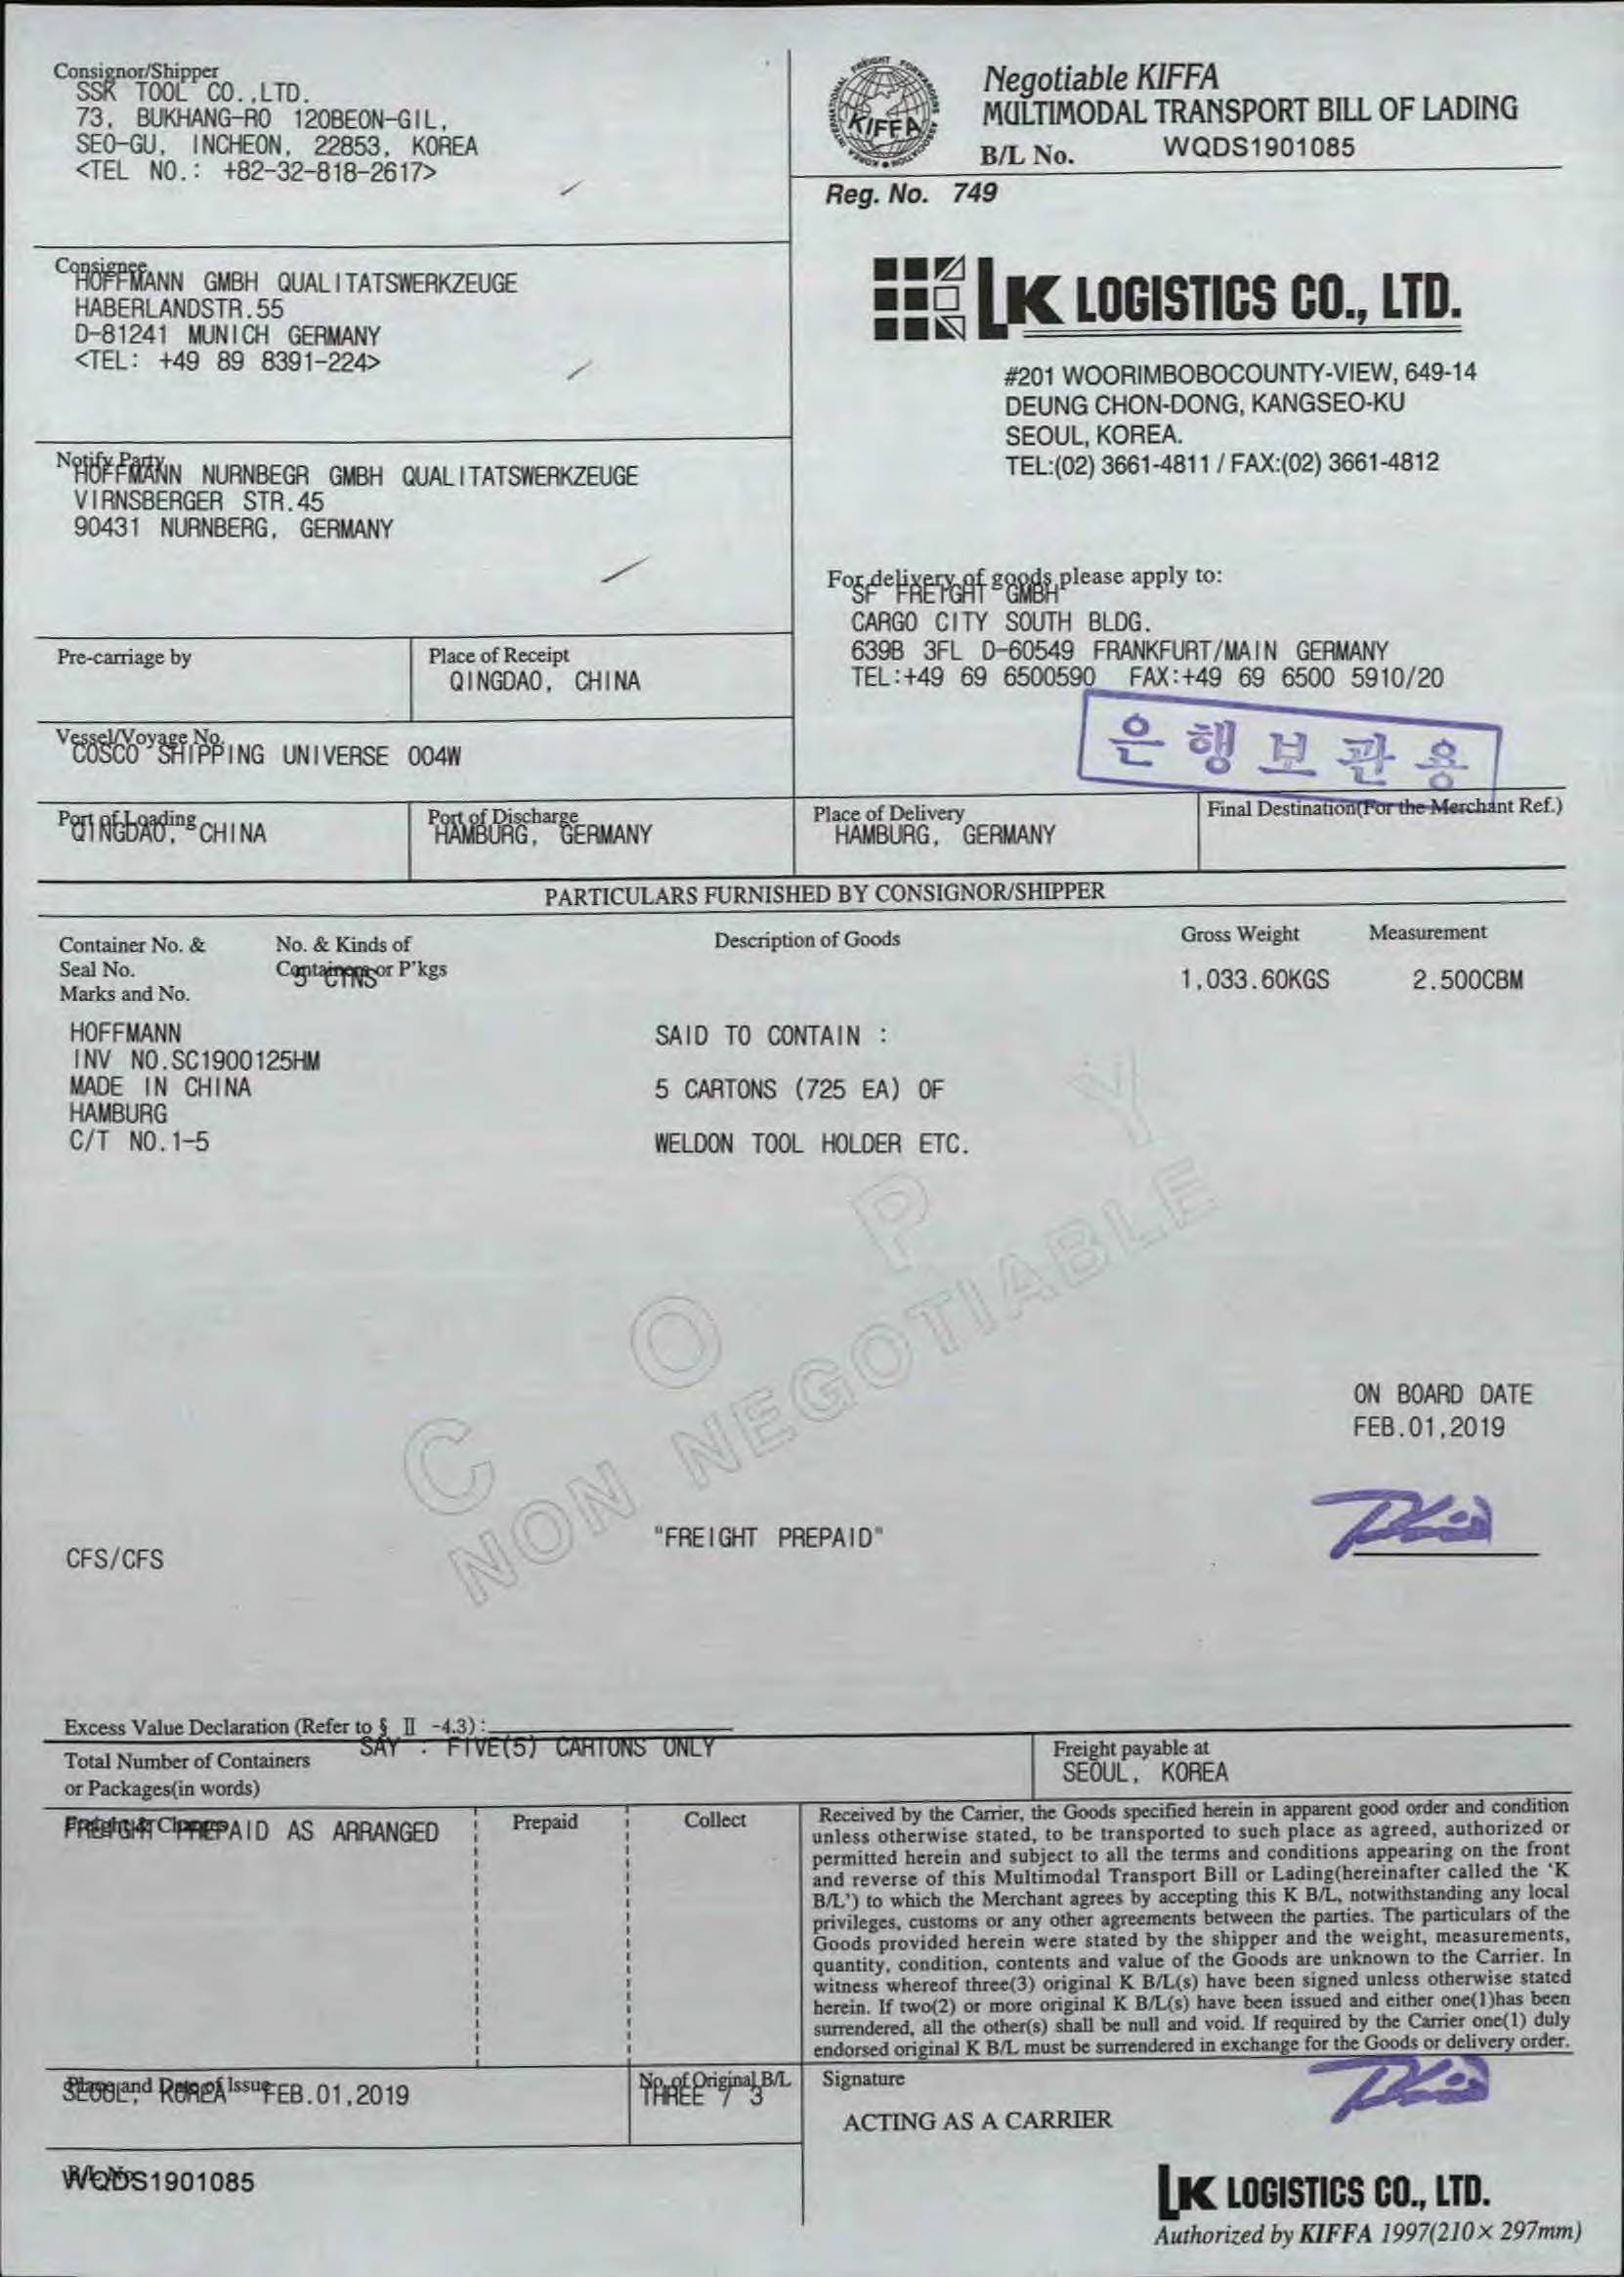 Consignor/Shipper
SSK TOOL CO.,LTD.
73, BUKHANG-RO 120BEON-GIL,
SEO-GU, INCHEON, 22853, KOREA
<TEL NO.: +82-32-818-2617>
KOREA INTERNATIONAL FREIGHT FORWARDERS ASSOCIATION
KIFFA
Negotiable KIFFA
MULTIMODAL TRANSPORT BILL OF LADING
B/L No. WQDS1901085
Reg. No. 749
Consignee
HOFFMANN GMBH QUALITATSWERKZEUGE
HABERLANDSTR.55
D-81241 MUNICH GERMANY
<TEL: +49 89 8391-224>
LK LOGISTICS CO., LTD.
#201 WOORIMBOBOCOUNTY-VIEW, 649-14
DEUNG CHON-DONG, KANGSEO-KU
SEOUL, KOREA.
TEL:(02) 3661-4811 / FAX:(02) 3661-4812
Notify Party
HOFFMANN NURNBEGR GMBH QUALITATSWERKZEUGE
VIRNSBERGER STR.45
90431 NURNBERG, GERMANY
For delivery of goods please apply to:
SF FREIGHT GMBH
CARGO CITY SOUTH BLDG.
639B 3FL D-60549 FRANKFURT/MAIN GERMANY
TEL:+49 69 6500590 FAX:+49 69 6500 5910/20
은행보관용
Pre-carriage by
Place of Receipt
QINGDAO, CHINA
Vessel/Voyage No.
COSCO SHIPPING UNIVERSE 004W
Port of Loading
QINGDAO, CHINA
Port of Discharge
HAMBURG, GERMANY
Place of Delivery
HAMBURG, GERMANY
Final Destination(For the Merchant Ref.)
PARTICULARS FURNISHED BY CONSIGNOR/SHIPPER
Container No. &
Seal No.
Marks and No.
No. & Kinds of
Containers or P'kgs
5 CTNS
Description of Goods
Gross Weight
1,033.60KGS
Measurement
2.500CBM
HOFFMANN
INV NO.SC1900125HM
MADE IN CHINA
HAMBURG
C/T NO.1-5
SAID TO CONTAIN :
5 CARTONS (725 EA) OF
WELDON TOOL HOLDER ETC.
COPY
NON NEGOTIABLE
ON BOARD DATE
FEB.01,2019
"FREIGHT PREPAID"
CFS/CFS
Excess Value Declaration (Refer to § II -4.3) :
Total Number of Containers
or Packages(in words)
SAY : FIVE(5) CARTONS ONLY
Freight payable at
SEOUL, KOREA
Freight & Charges
FREIGHT PREPAID AS ARRANGED
Prepaid
Collect
Received by the Carrier, the Goods specified herein in apparent good order and condition
unless otherwise stated, to be transported to such place as agreed, authorized or
permitted herein and subject to all the terms and conditions appearing on the front
and reverse of this Multimodal Transport Bill or Lading(hereinafter called the 'K
B/L') to which the Merchant agrees by accepting this K B/L, notwithstanding any local
privileges, customs or any other agreements between the parties. The particulars of the
Goods provided herein were stated by the shipper and the weight, measurements,
quantity, condition, contents and value of the Goods are unknown to the Carrier. In
witness whereof three(3) original K B/L(s) have been signed unless otherwise stated
herein. If two(2) or more original K B/L(s) have been issued and either one(1)has been
surrendered, all the other(s) shall be null and void. If required by the Carrier one(1) duly
endorsed original K B/L must be surrendered in exchange for the Goods or delivery order.
Place and Date of Issue
SEOUL, KOREA FEB.01,2019
No. of Original B/L
THREE / 3
Signature
ACTING AS A CARRIER
B/L No.
WQDS1901085
LK LOGISTICS CO., LTD.
Authorized by KIFFA 1997(210× 297mm)